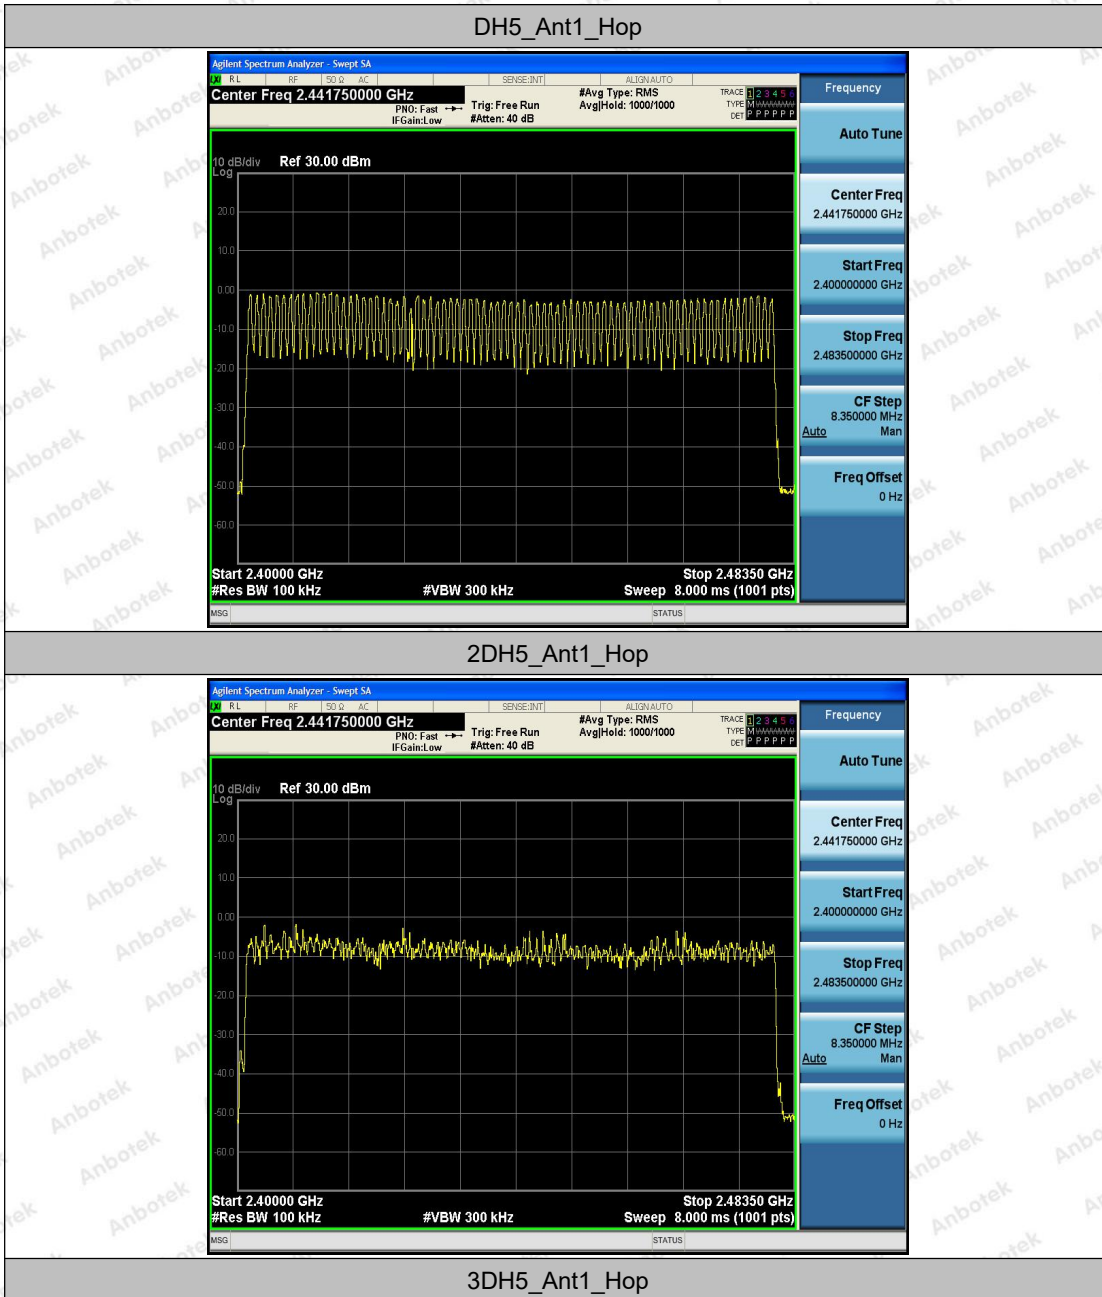 DH5_Ant1_Hop
Agilent Spectrum Analyzer - Swept SA
LXI RL RF 50 Ω AC SENSE:INT ALIGNAUTO
Center Freq 2.441750000 GHz
PNO: Fast
IFGain:Low
Trig: Free Run
#Atten: 40 dB
#Avg Type: RMS
Avg|Hold: 1000/1000
TRACE 1 2 3 4 5 6
TYPE M
DET P P P P P P
10 dB/div
Log
Ref 30.00 dBm
20.0
10.0
0.00
-10.0
-20.0
-30.0
-40.0
-50.0
-60.0
Start 2.40000 GHz
Stop 2.48350 GHz
#Res BW 100 kHz
#VBW 300 kHz
Sweep 8.000 ms (1001 pts)
MSG
STATUS
Frequency
Auto Tune
Center Freq
2.441750000 GHz
Start Freq
2.400000000 GHz
Stop Freq
2.483500000 GHz
CF Step
8.350000 MHz
Auto Man
Freq Offset
0 Hz
2DH5_Ant1_Hop
Agilent Spectrum Analyzer - Swept SA
LXI RL RF 50 Ω AC SENSE:INT ALIGNAUTO
Center Freq 2.441750000 GHz
PNO: Fast
IFGain:Low
Trig: Free Run
#Atten: 40 dB
#Avg Type: RMS
Avg|Hold: 1000/1000
TRACE 1 2 3 4 5 6
TYPE M
DET P P P P P P
10 dB/div
Log
Ref 30.00 dBm
20.0
10.0
0.00
-10.0
-20.0
-30.0
-40.0
-50.0
-60.0
Start 2.40000 GHz
Stop 2.48350 GHz
#Res BW 100 kHz
#VBW 300 kHz
Sweep 8.000 ms (1001 pts)
MSG
STATUS
Frequency
Auto Tune
Center Freq
2.441750000 GHz
Start Freq
2.400000000 GHz
Stop Freq
2.483500000 GHz
CF Step
8.350000 MHz
Auto Man
Freq Offset
0 Hz
3DH5_Ant1_Hop
Anbotek